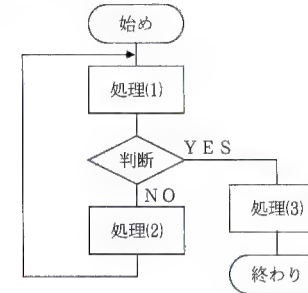 始め
処理(1)
判断
YES
NO
処理(2)
処理(3)
終わり